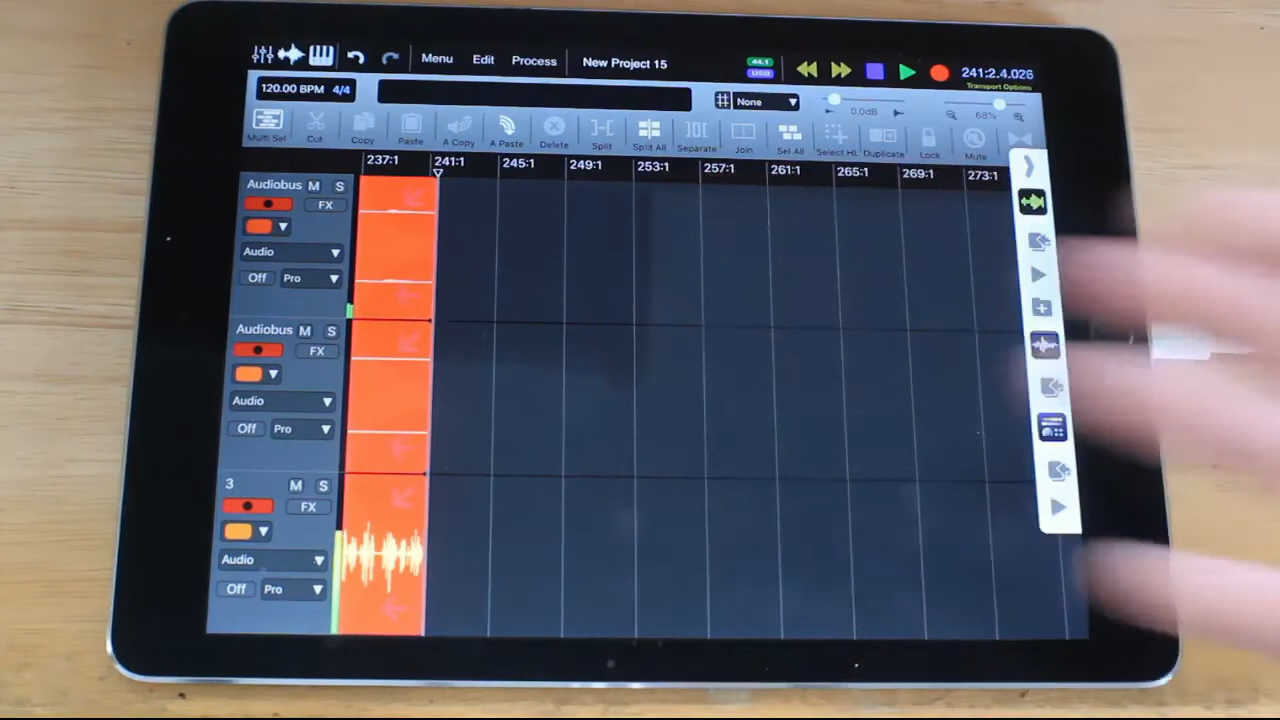 Menu Edit Process New Project 15 44.1 USB 241:2.4.026
Transport Options
120.00 BPM 4/4 None 0.0dB 68%
Multi Sel Cut Copy Paste A Copy A Paste Delete Split Split All Separate Join Sel All Select HL Duplicate Lock Mute
237:1 241:1 245:1 249:1 253:1 257:1 261:1 265:1 269:1 273:1
Audiobus M S
FX
Audio
Off Pro
Audiobus M S
FX
Audio
Off Pro
3 M S
FX
Audio
Off Pro